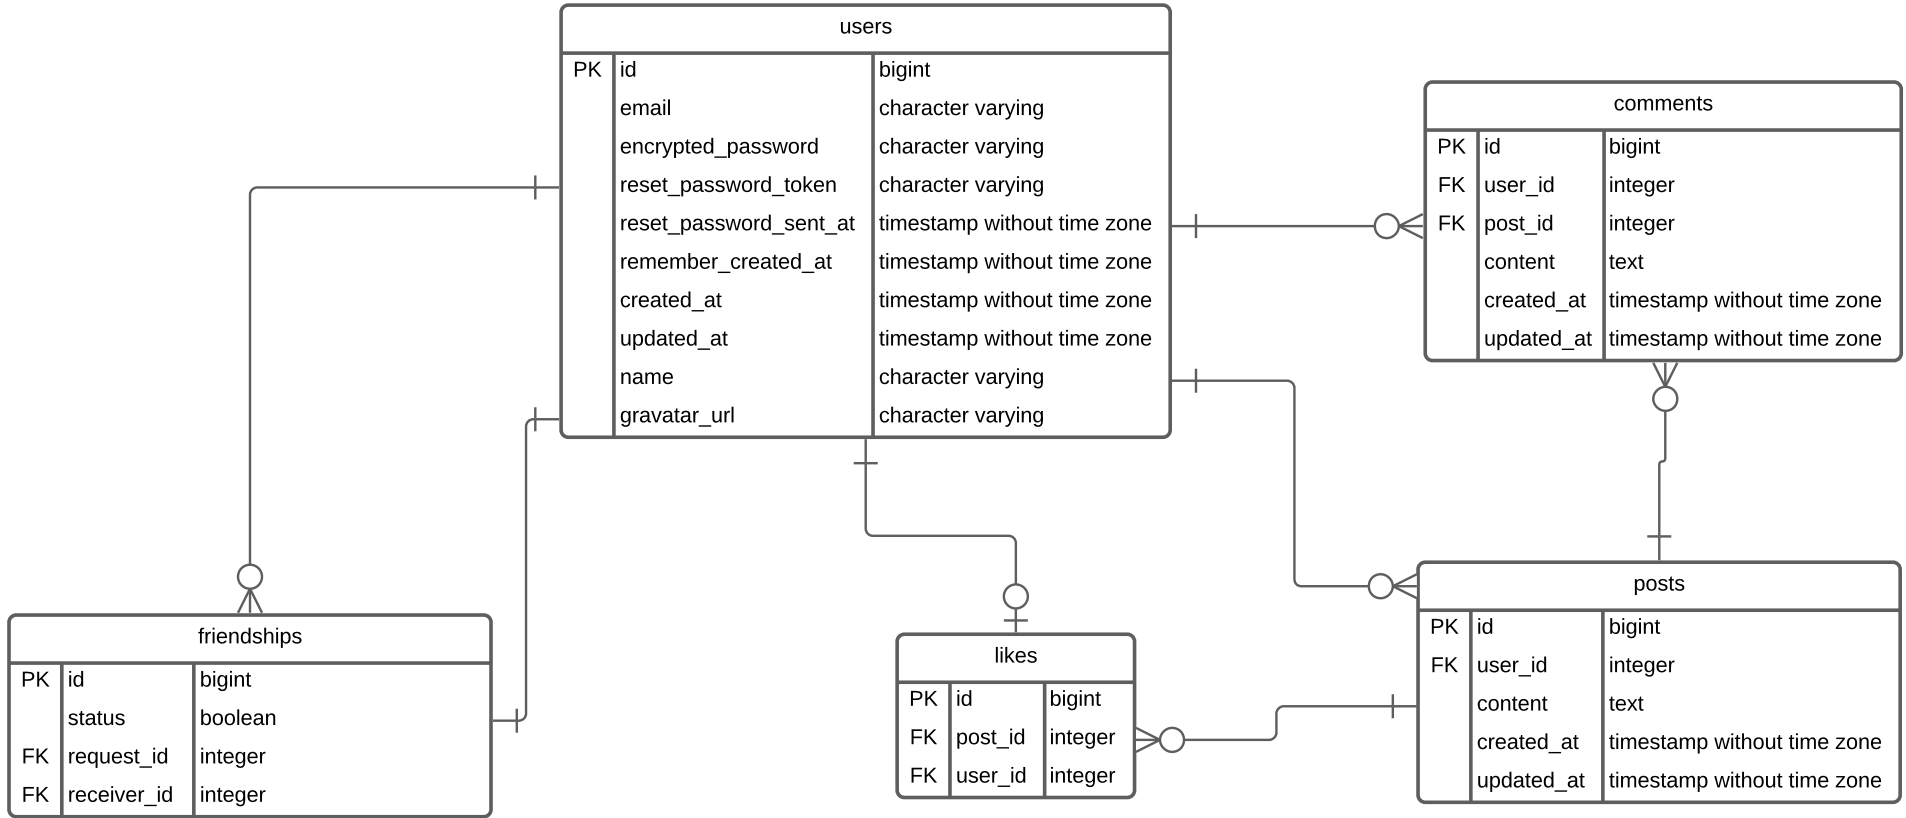 users
PK id bigint
email character varying
encrypted_password character varying
reset_password_token character varying
reset_password_sent_at timestamp without time zone
remember_created_at timestamp without time zone
created_at timestamp without time zone
updated_at timestamp without time zone
name character varying
gravatar_url character varying
comments
PK id bigint
FK user_id integer
FK post_id integer
content text
created_at timestamp without time zone
updated_at timestamp without time zone
friendships
PK id bigint
status boolean
FK request_id integer
FK receiver_id integer
likes
PK id bigint
FK post_id integer
FK user_id integer
posts
PK id bigint
FK user_id integer
content text
created_at timestamp without time zone
updated_at timestamp without time zone